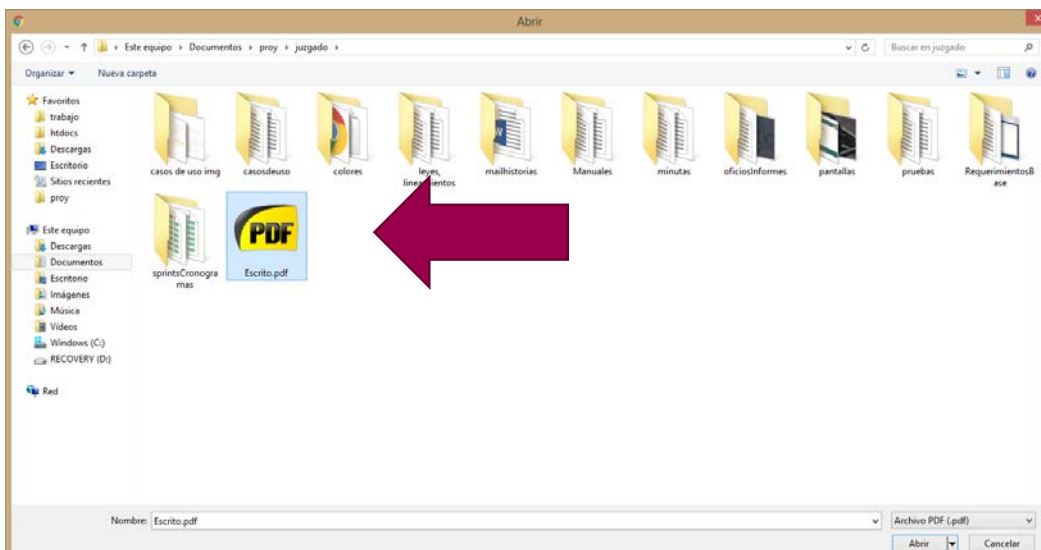 Abrir
Este equipo Documentos proy juzgado
Buscar en juzgado
Organizar Nueva carpeta
Favoritos
trabajo
htdocs
Descargas
Escritorio
Sitios recientes
proy
Este equipo
Descargas
Documentos
Escritorio
Imágenes
Música
Vídeos
Windows (C:)
RECOVERY (D:)
Red
casos de uso img
casosdeuso
colores
leyes,
mailhistorias
Manuales
minutas
oficiosInformes
pantallas
pruebas
RequerimientosB
ase
sprintsCronogra
mas
PDF
Escrito.pdf
Nombre: Escrito.pdf
Archivo PDF (.pdf)
Abrir Cancelar